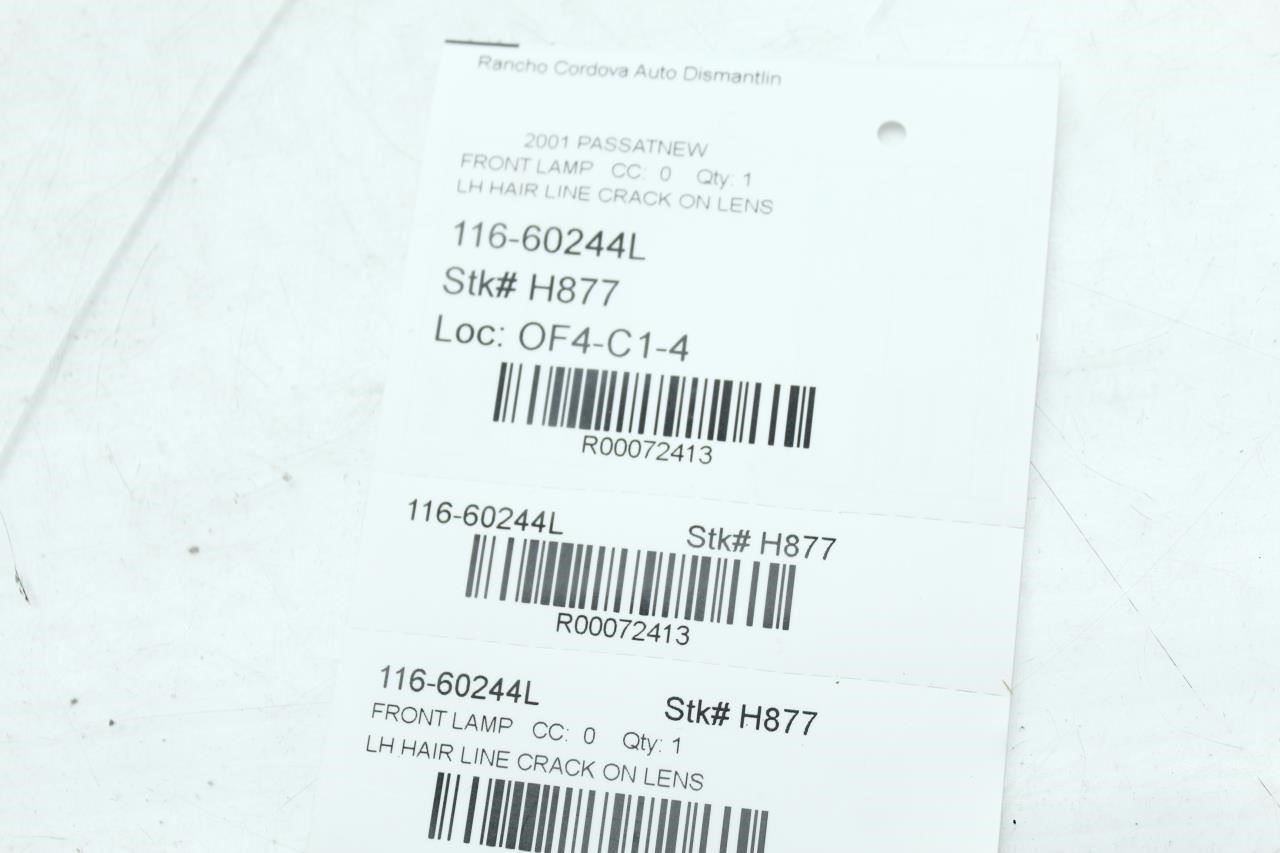 Rancho Cordova Auto Dismantlin
2001 PASSATNEW
FRONT LAMP CC: 0 Qty: 1
LH HAIR LINE CRACK ON LENS
116-60244L
Stk# H877
Loc: OF4-C1-4
R00072413
116-60244L Stk# H877
R00072413
116-60244L Stk# H877
FRONT LAMP CC: 0 Qty: 1
LH HAIR LINE CRACK ON LENS